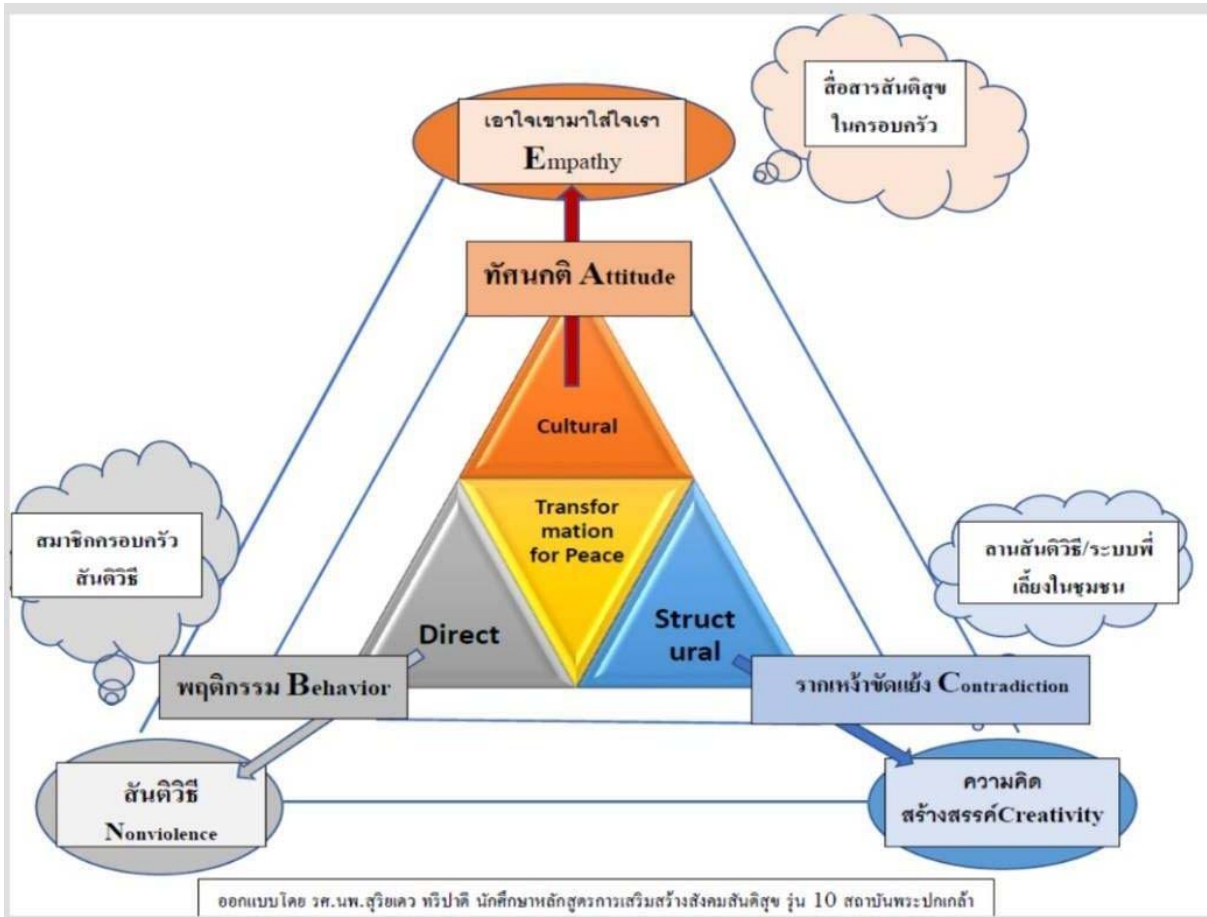 สื่อสารสันติสุข
ในครอบครัว
เอาใจเขามาใส่ใจเรา
Empathy
ทัศนคติ Attitude
Cultural
Transfor
mation
for Peace
สมาชิกครอบครัว
สันติวิธี
ลานสันติวิธี/ระบบพี่
เลี้ยงในชุมชน
Direct
Struct
ural
พฤติกรรม Behavior
รากเหง้าขัดแย้ง Contradiction
สันติวิธี
Nonviolence
ความคิด
สร้างสรรค์Creativity
ออกแบบโดย รศ.นพ.สุริยเดว ทรีปาตี นักศึกษาหลักสูตรการเสริมสร้างสังคมสันติสุข รุ่น 10 สถาบันพระปกเกล้า